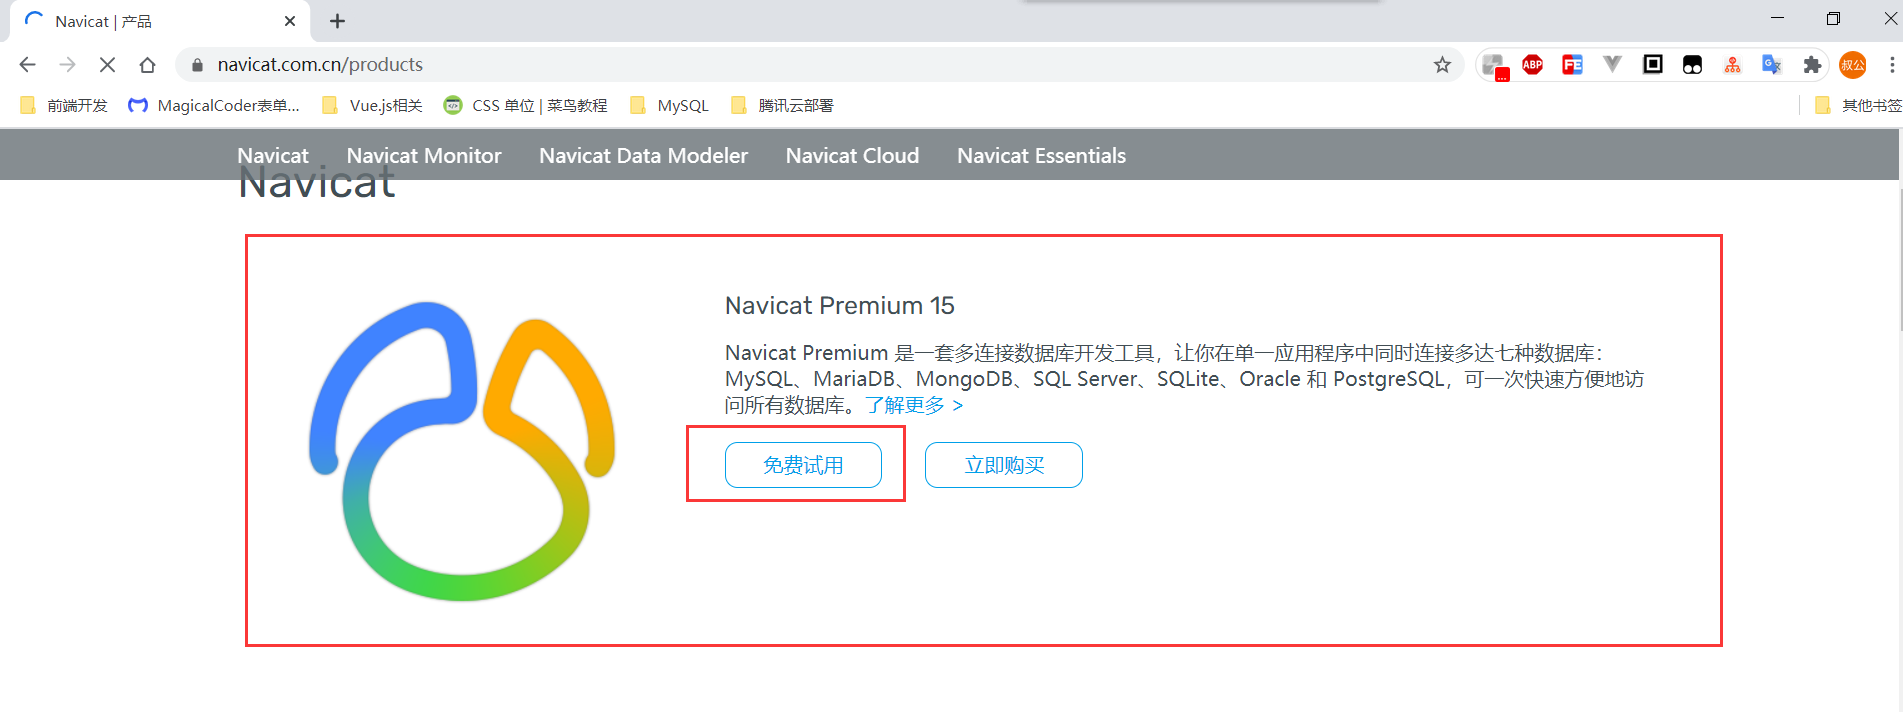 Navicat | 产品
navicat.com.cn/products
ABP
FE
叔公
前端开发 MagicalCoder表单... Vue.js相关 CSS 单位 | 菜鸟教程 MySQL 腾讯云部署 其他书签
Navicat Navicat Monitor Navicat Data Modeler Navicat Cloud Navicat Essentials
Navicat
Navicat Premium 15
Navicat Premium 是一套多连接数据库开发工具，让你在单一应用程序中同时连接多达七种数据库：
MySQL、MariaDB、MongoDB、SQL Server、SQLite、Oracle 和 PostgreSQL，可一次快速方便地访
问所有数据库。了解更多 >
免费试用 立即购买